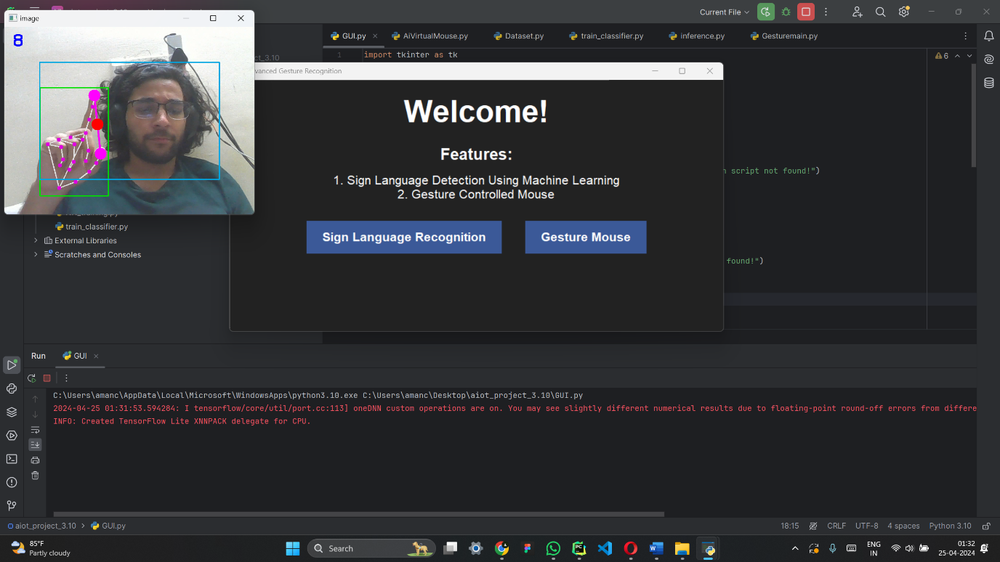 image
8
Current File
GUI.py
AiVirtualMouse.py
Dataset.py
train_classifier.py
inference.py
Gesturemain.py
_3.10
1 import tkinter as tk
6
vanced Gesture Recognition
Welcome!
Features:
1. Sign Language Detection Using Machine Learning
2. Gesture Controlled Mouse
Sign Language Recognition
Gesture Mouse
n script not found!")
found!")
train_classifier.py
External Libraries
Scratches and Consoles
Run
GUI
C:\Users\amanc\AppData\Local\Microsoft\WindowsApps\python3.10.exe C:\Users\amanc\Desktop\aiot_project_3.10\GUI.py
2024-04-25 01:31:53.594284: I tensorflow/core/util/port.cc:113] oneDNN custom operations are on. You may see slightly different numerical results due to floating-point round-off errors from differe
INFO: Created TensorFlow Lite XNNPACK delegate for CPU.
aiot_project_3.10 > GUI.py
18:15
CRLF
UTF-8
4 spaces
Python 3.10
85°F
Partly cloudy
Search
ENG
IN
01:32
25-04-2024